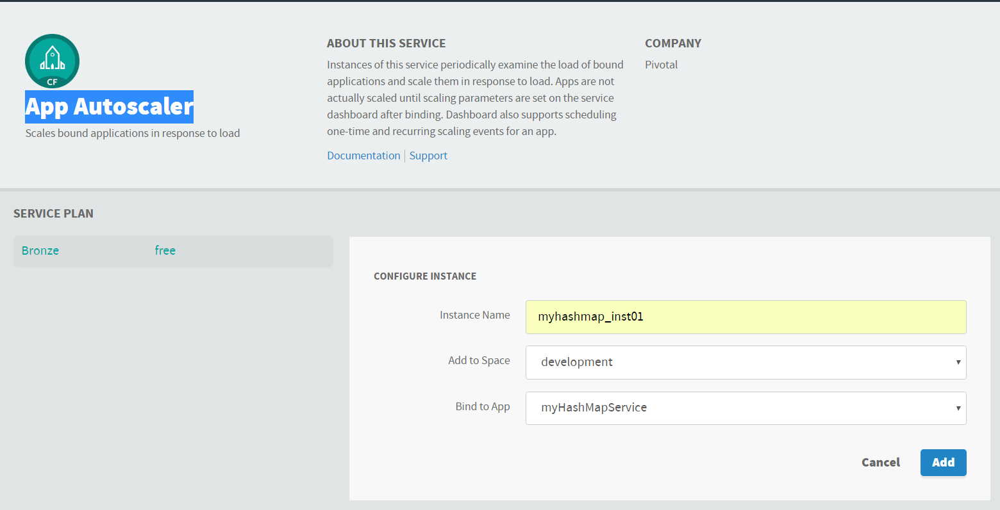 CF
App Autoscaler
Scales bound applications in response to load
ABOUT THIS SERVICE
Instances of this service periodically examine the load of bound
applications and scale them in response to load. Apps are not
actually scaled until scaling parameters are set on the service
dashboard after binding. Dashboard also supports scheduling
one-time and recurring scaling events for an app.
Documentation Support
COMPANY
Pivotal
SERVICE PLAN
Bronze free
CONFIGURE INSTANCE
Instance Name myhashmap_inst01
Add to Space development
Bind to App myHashMapService
Cancel Add